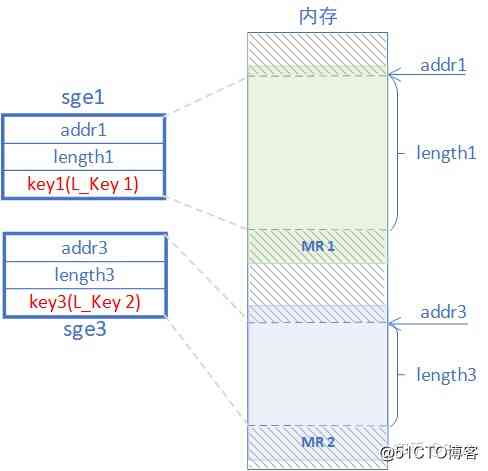 内存
sge1
addr1
length1
key1(L_Key 1)
addr3
length3
key3(L_Key 2)
sge3
addr1
length1
MR 1
addr3
length3
MR 2
@51CTO博客